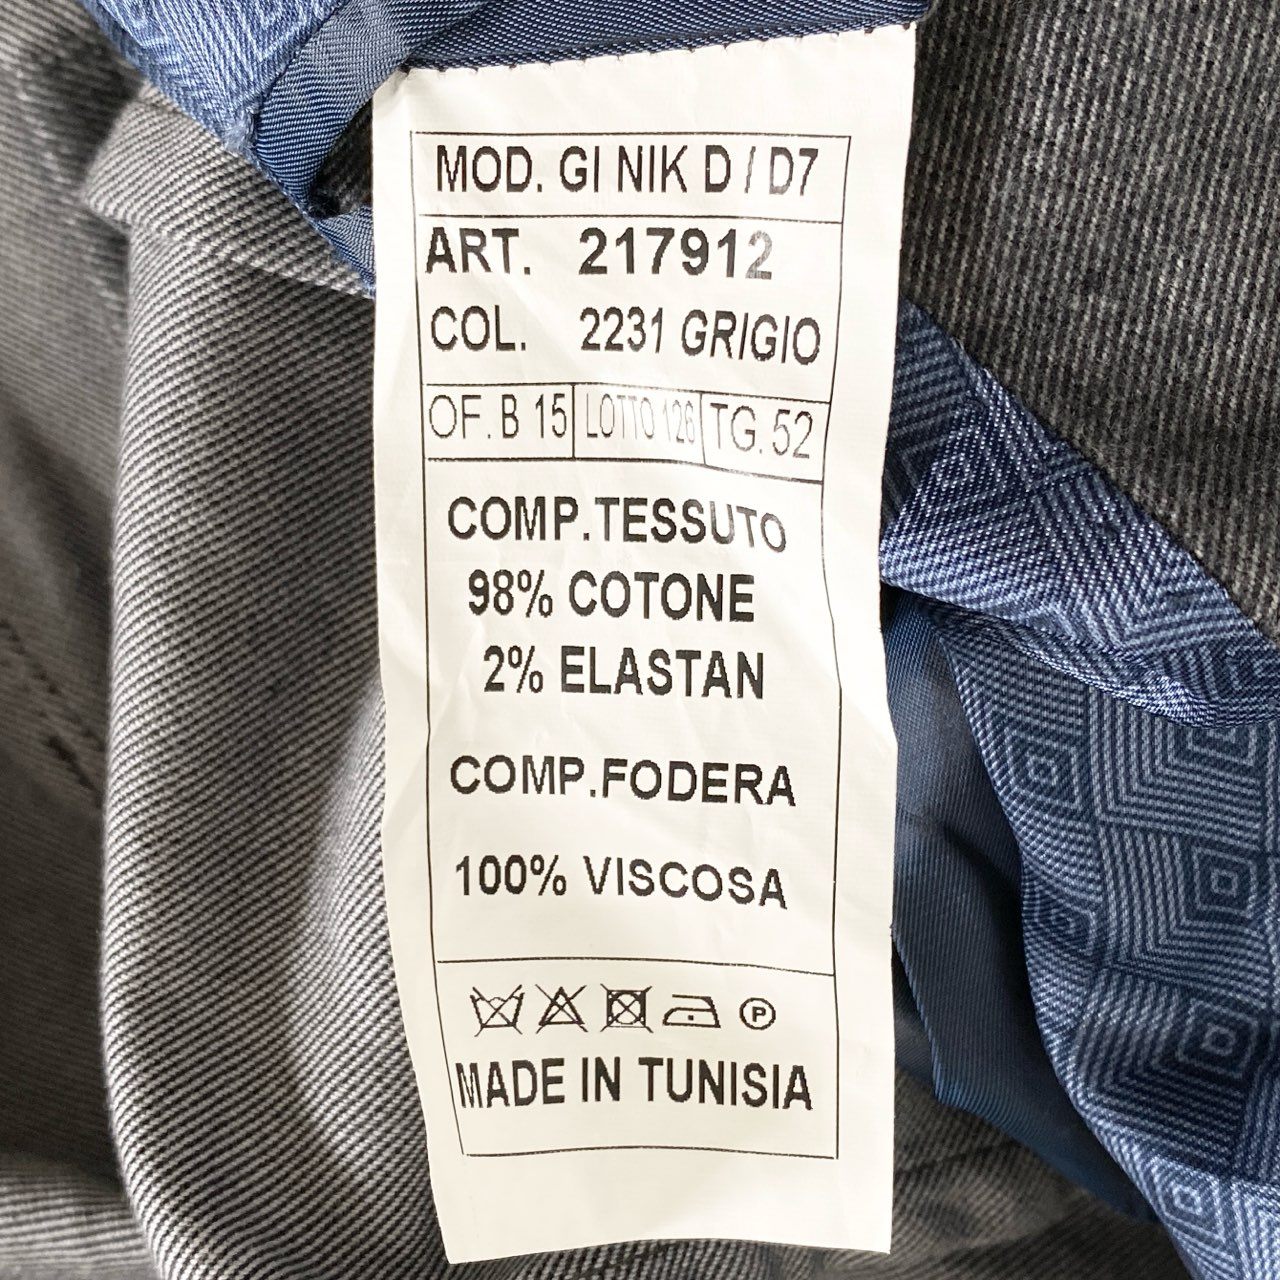 MOD. GI NIK D / D7
ART. 217912
COL. 2231 GRIGIO
OF. B 15 LOTTO 126 TG. 52
COMP.TESSUTO
98% COTONE
2% ELASTAN
COMP.FODERA
100% VISCOSA
P
MADE IN TUNISIA